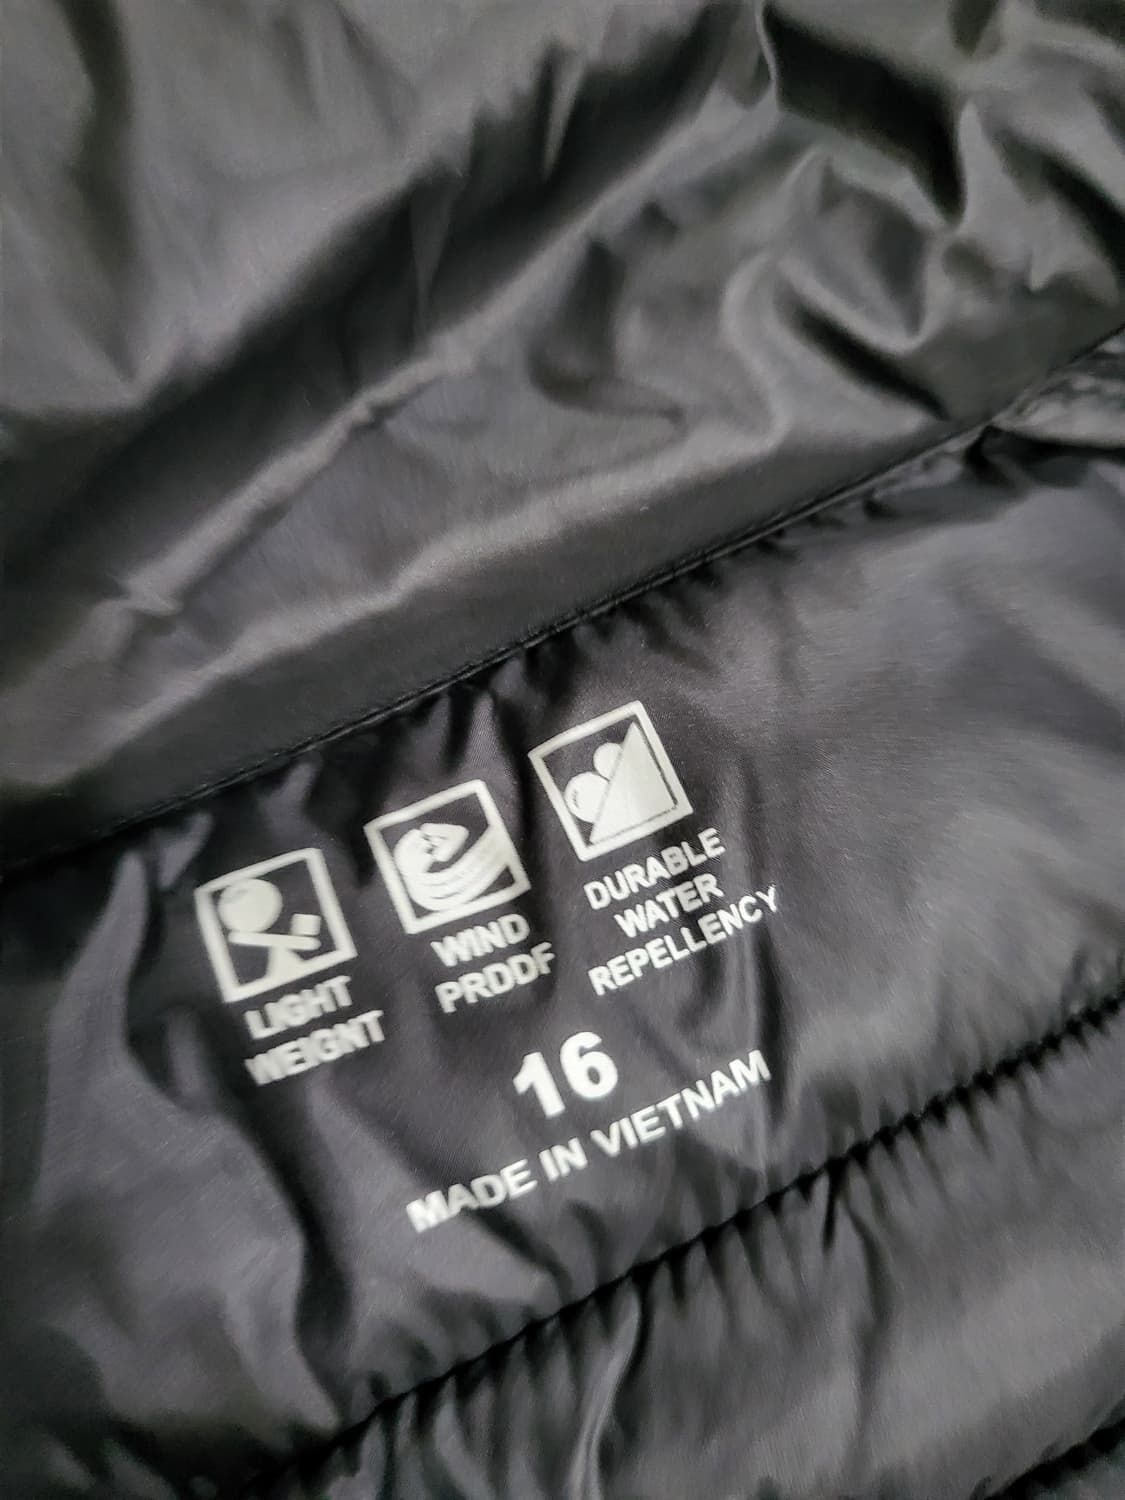 LIGHT
WEIGNT
WIND
PRDDF
DURABLE
WATER
REPELLENCY
16
MADE IN VIETNAM